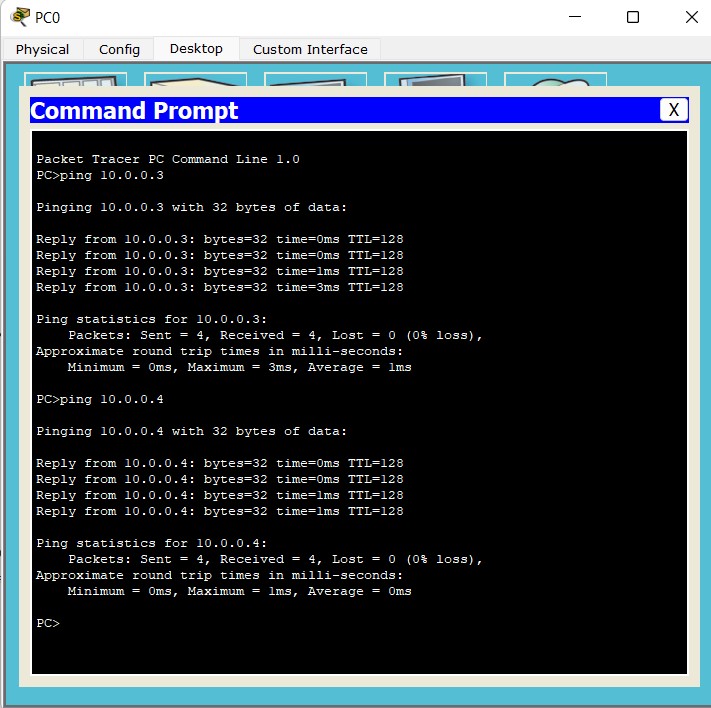 PC0
Physical Config Desktop Custom Interface
Command Prompt X
Packet Tracer PC Command Line 1.0
PC>ping 10.0.0.3
Pinging 10.0.0.3 with 32 bytes of data:
Reply from 10.0.0.3: bytes=32 time=0ms TTL=128
Reply from 10.0.0.3: bytes=32 time=0ms TTL=128
Reply from 10.0.0.3: bytes=32 time=1ms TTL=128
Reply from 10.0.0.3: bytes=32 time=3ms TTL=128
Ping statistics for 10.0.0.3:
Packets: Sent = 4, Received = 4, Lost = 0 (0% loss),
Approximate round trip times in milli-seconds:
Minimum = 0ms, Maximum = 3ms, Average = 1ms
PC>ping 10.0.0.4
Pinging 10.0.0.4 with 32 bytes of data:
Reply from 10.0.0.4: bytes=32 time=0ms TTL=128
Reply from 10.0.0.4: bytes=32 time=0ms TTL=128
Reply from 10.0.0.4: bytes=32 time=1ms TTL=128
Reply from 10.0.0.4: bytes=32 time=1ms TTL=128
Ping statistics for 10.0.0.4:
Packets: Sent = 4, Received = 4, Lost = 0 (0% loss),
Approximate round trip times in milli-seconds:
Minimum = 0ms, Maximum = 1ms, Average = 0ms
PC>